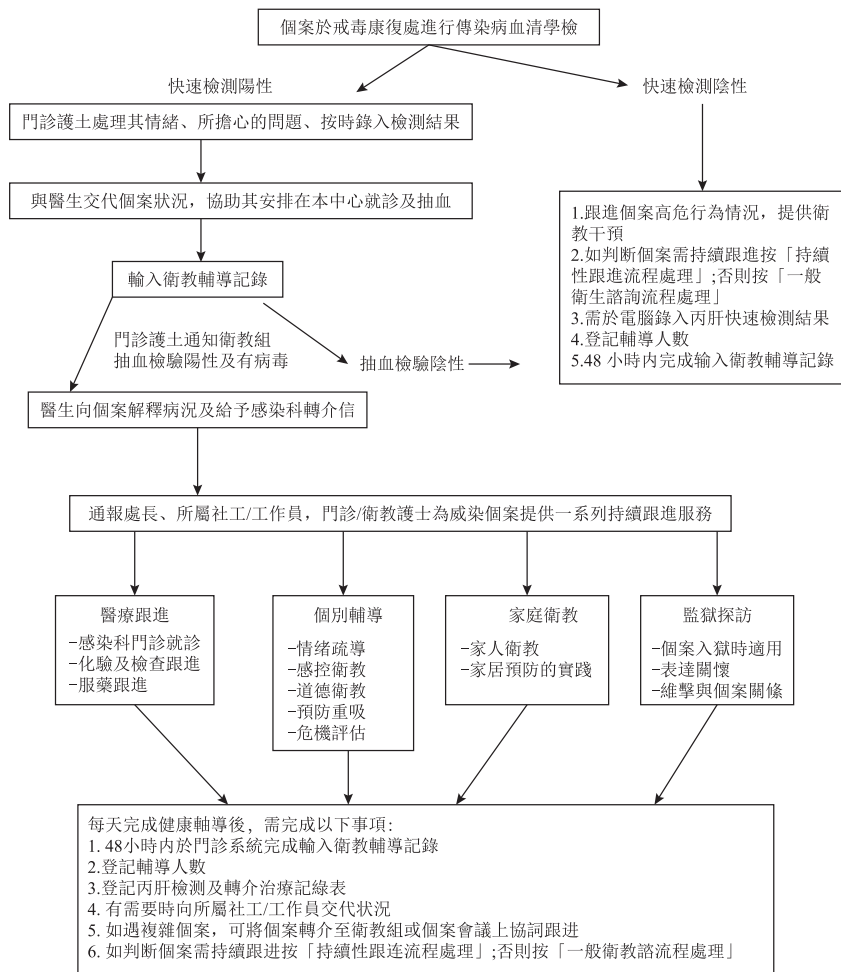 個案於戒毒康復處進行傳染病血清學檢
快速檢測陽性
快速檢測陰性
門診護士處理其情緒、所擔心的問題、按時錄入檢測結果
與醫生交代個案狀況，協助其安排在本中心就診及抽血
輸入衛教輔導記錄
1.跟進個案高危行為情況，提供衛
教干預
2.如判断個案需持續跟進按「持續
性跟進流程處理」;否則按「一般
衛生諮詢流程處理」
3.需於電腦錄入丙肝快速檢測結果
4.登記輔導人數
5.48 小時内完成输入衛教輔導記錄
門診護士通知衛教組
抽血檢驗陽性及有病毒
抽血檢驗陰性
醫生向個案解釋病況及給予感染科轉介信
通報處長、所屬社工/工作員，門診/衛教護士為威染個案提供一系列持續跟進服務
醫療跟進
-感染科門診就診
-化驗及檢查跟進
-服藥跟進
個別輔導
-情绪疏導
-感控衛教
-道德衛教
-預防重吸
-危機評估
家庭衛教
-家人衛教
-家居預防的實踐
監獄探訪
-個案入獄時適用
-表達關懷
-維擊與個案關條
每天完成健康軸導後，需完成以下事項:
1. 48小時内於門診系統完成輸入衛教輔導記錄
2.登記輔導人數
3.登記丙肝檢测及轉介治療記綠表
4. 有需要時向所屬社工/工作員交代状况
5. 如遇複雜個案，可將個案轉介至衛教組或個案會議上協詞跟进
6. 如判断個案需持續跟进按「持續性跟连流程處理」;否則按「一般衛教諮流程處理」